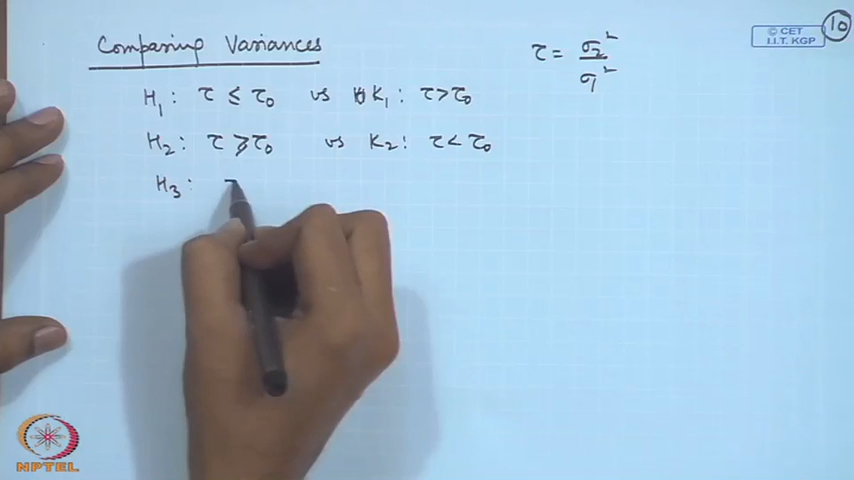 Comparing Variances
τ = σ₂² / σ₁²
H₁: τ ≤ τ₀ vs K₁: τ > τ₀
H₂: τ ≥ τ₀ vs K₂: τ < τ₀
H₃:
© CET
I.I.T. KGP
10
NPTEL